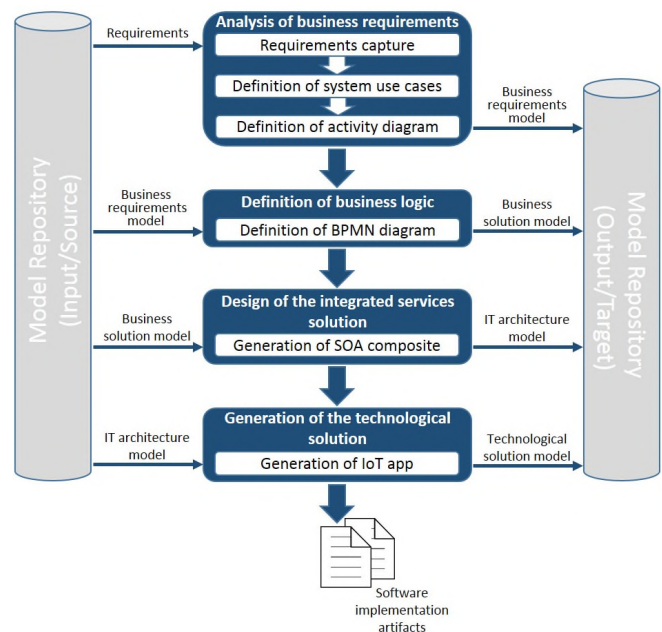 Analysis of business requirements
Requirements
Requirements capture
Definition of system use cases
Definition of activity diagram
Business
requirements
model
Model Repository
(Input/Source)
Model Repository
(Output/Target)
Business
requirements
model
Definition of business logic
Definition of BPMN diagram
Business
solution model
Business
solution model
Design of the integrated services
solution
Generation of SOA composite
IT architecture
model
IT architecture
model
Generation of the technological
solution
Generation of IoT app
Technological
solution model
Software
implementation
artifacts